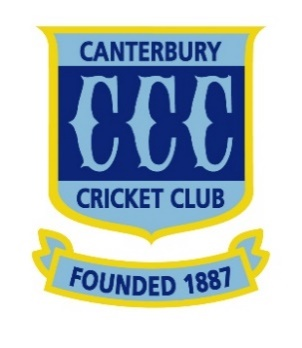 CANTERBURY
CCC
CRICKET CLUB
FOUNDED 1887